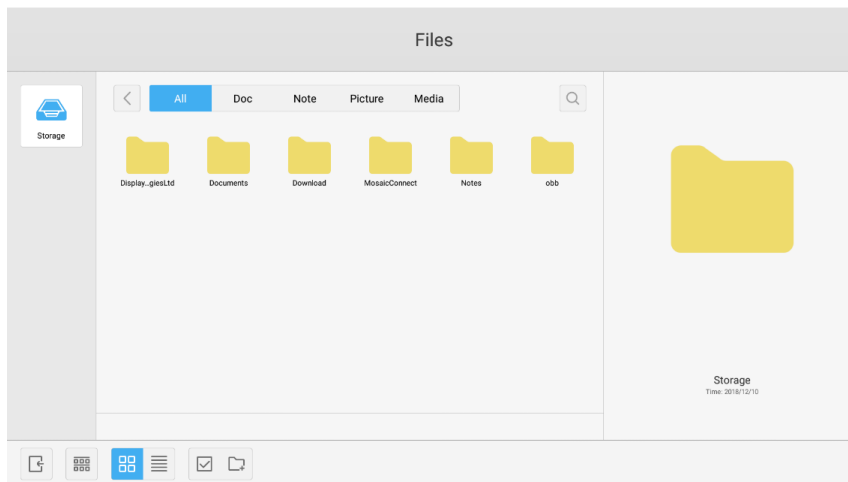 Files
Storage
All Doc Note Picture Media
Display...giesLtd Documents Download MosaicConnect Notes obb
Storage
Time: 2018/12/10